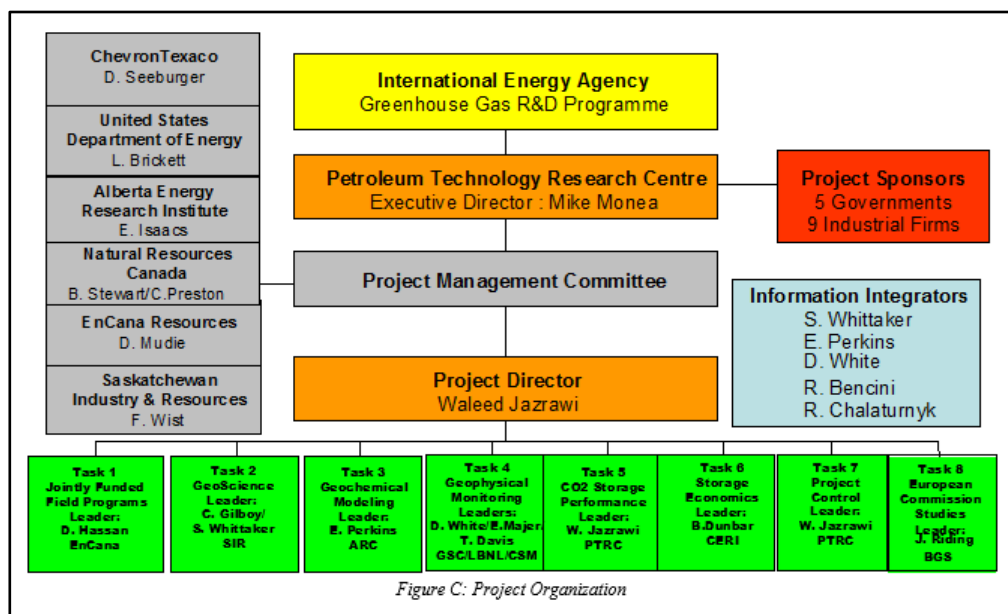 ChevronTexaco
D. Seeburger
United States
Department of Energy
L. Brickett
Alberta Energy
Research Institute
E. Isaacs
Natural Resources
Canada
B. Stewart/C.Preston
EnCana Resources
D. Mudie
Saskatchewan
Industry & Resources
F. Wist
International Energy Agency
Greenhouse Gas R&D Programme
Petroleum Technology Research Centre
Executive Director : Mike Monea
Project Sponsors
5 Governments
9 Industrial Firms
Project Management Committee
Information Integrators
S. Whittaker
E. Perkins
D. White
R. Bencini
R. Chalaturnyk
Project Director
Waleed Jazrawi
Task 1
Jointly Funded
Field Programs
Leader:
D. Hassan
EnCana
Task 2
GeoScience
Leader:
C. Gilboy/
S. Whittaker
SIR
Task 3
Geochemical
Modeling
Leader:
E. Perkins
ARC
Task 4
Geophysical
Monitoring
Leaders:
D. White/E.Majer/
T. Davis
GSC/LBNL/CSM
Task 5
CO2 Storage
Performance
Leader:
W. Jazrawi
PTRC
Task 6
Storage
Economics
Leader:
B.Dunbar
CERI
Task 7
Project
Control
Leader:
W. Jazrawi
PTRC
Task 8
European
Commission
Studies
Leader:
J. Riding
BGS
Figure C: Project Organization